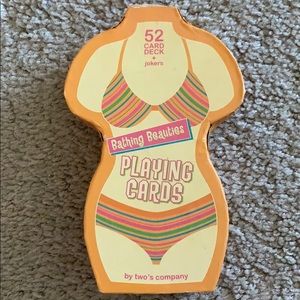 52
CARD
DECK
+
jokers
Bathing Beauties
PLAYING
CARDS
by two's company